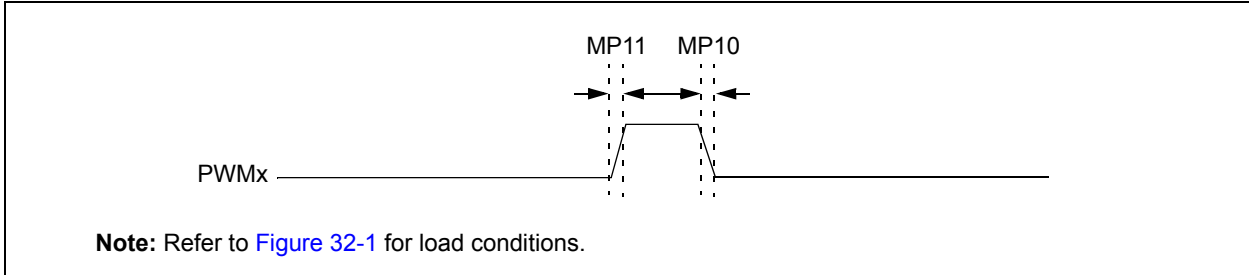 MP11 MP10
PWMx
Note: Refer to Figure 32-1 for load conditions.